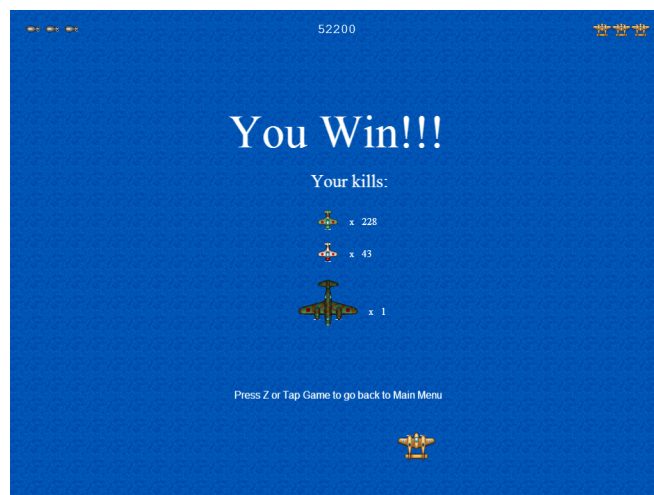 52200
You Win!!!
Your kills:
x 228
x 43
x 1
Press Z or Tap Game to go back to Main Menu